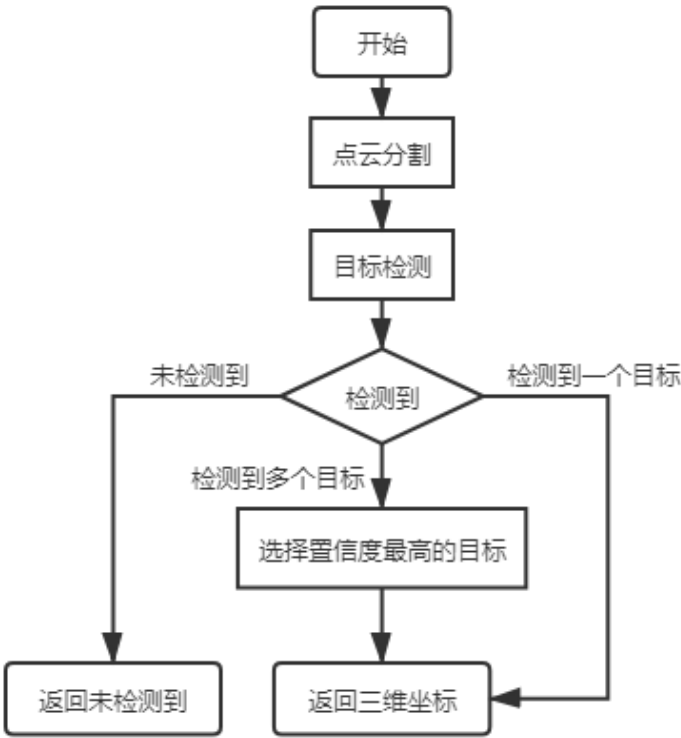 开始
点云分割
目标检测
未检测到
检测到一个目标
检测到
检测到多个目标
选择置信度最高的目标
返回未检测到
返回三维坐标